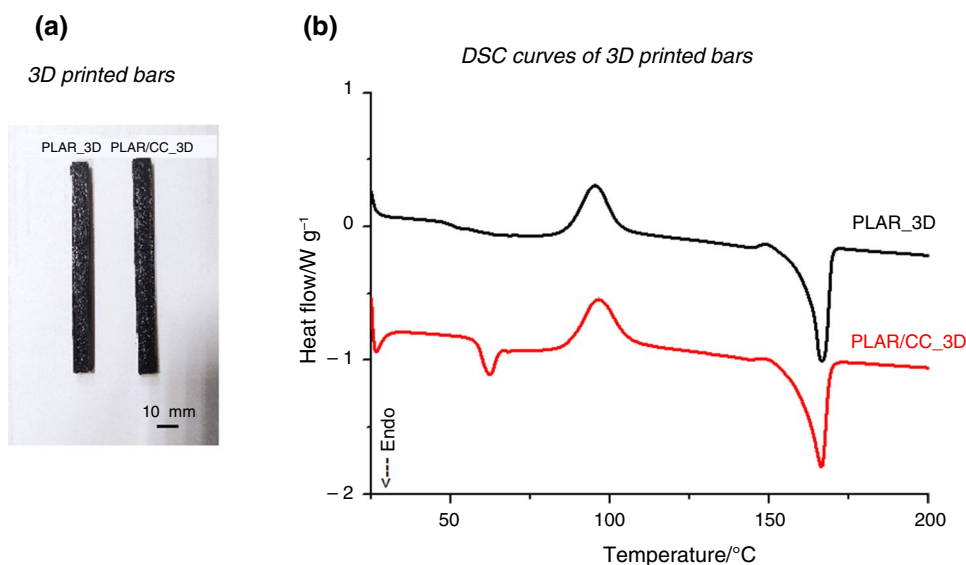 (a)
3D printed bars
PLAR_3D PLAR/CC_3D
10 mm
(b)
DSC curves of 3D printed bars
1
0
−1
−2
Heat flow/W g⁻¹
<---- Endo
PLAR_3D
PLAR/CC_3D
50 100 150 200
Temperature/°C